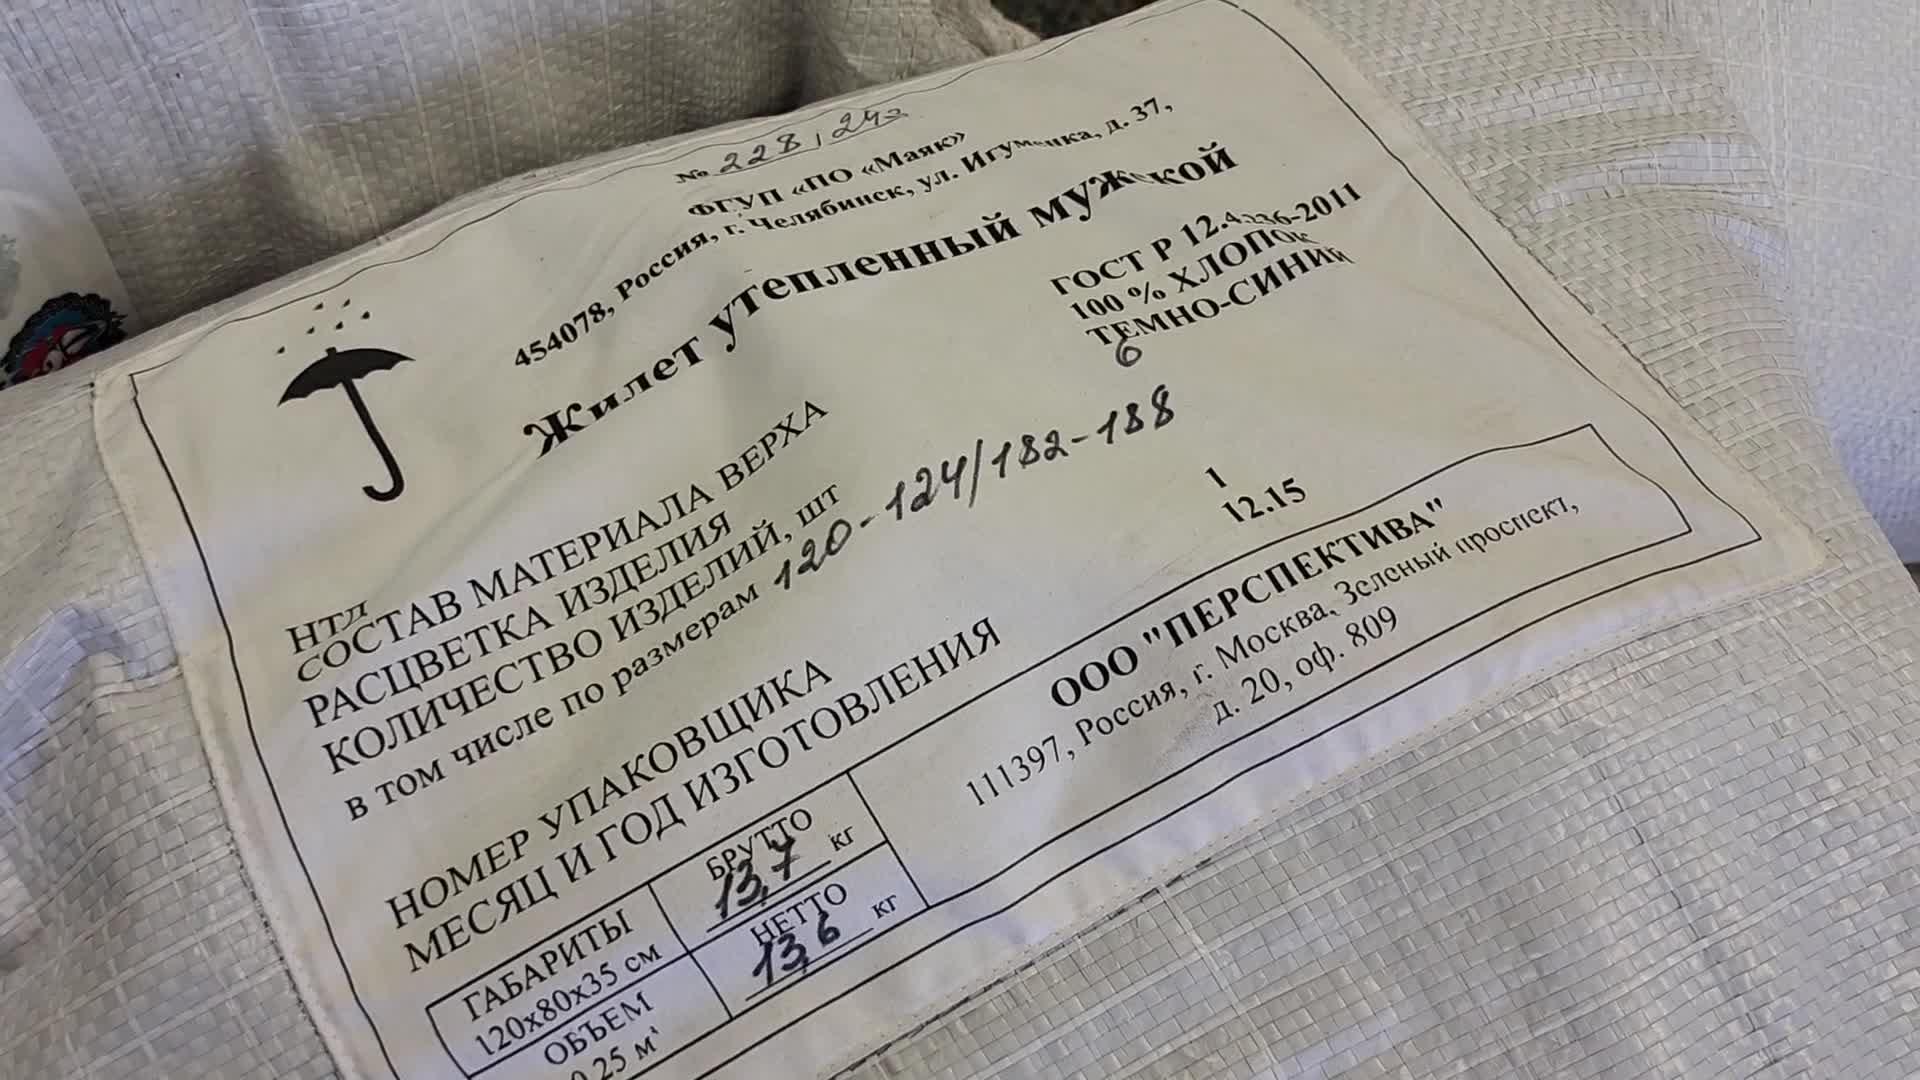 № 228, 243
ФГУП «ПО «Маяк»
454078, Россия, г. Челябинск, ул. Игуменка, д. 37,
Жилет утепленный мужской
НТД ГОСТ Р 12.4.236-2011
СОСТАВ МАТЕРИАЛА ВЕРХА 100 % ХЛОПОК
РАСЦВЕТКА ИЗДЕЛИЯ ТЕМНО-СИНИЙ
КОЛИЧЕСТВО ИЗДЕЛИЙ, шт 6
в том числе по размерам 120-124/182-188
НОМЕР УПАКОВЩИКА 1
МЕСЯЦ И ГОД ИЗГОТОВЛЕНИЯ 12.15
ГАБАРИТЫ
120х80х35 см
ОБЪЕМ
0,25 м³
БРУТТО
13,7 кг
НЕТТО
13,6 кг
ООО "ПЕРСПЕКТИВА"
111397, Россия, г. Москва, Зеленый проспект,
д. 20, оф. 809